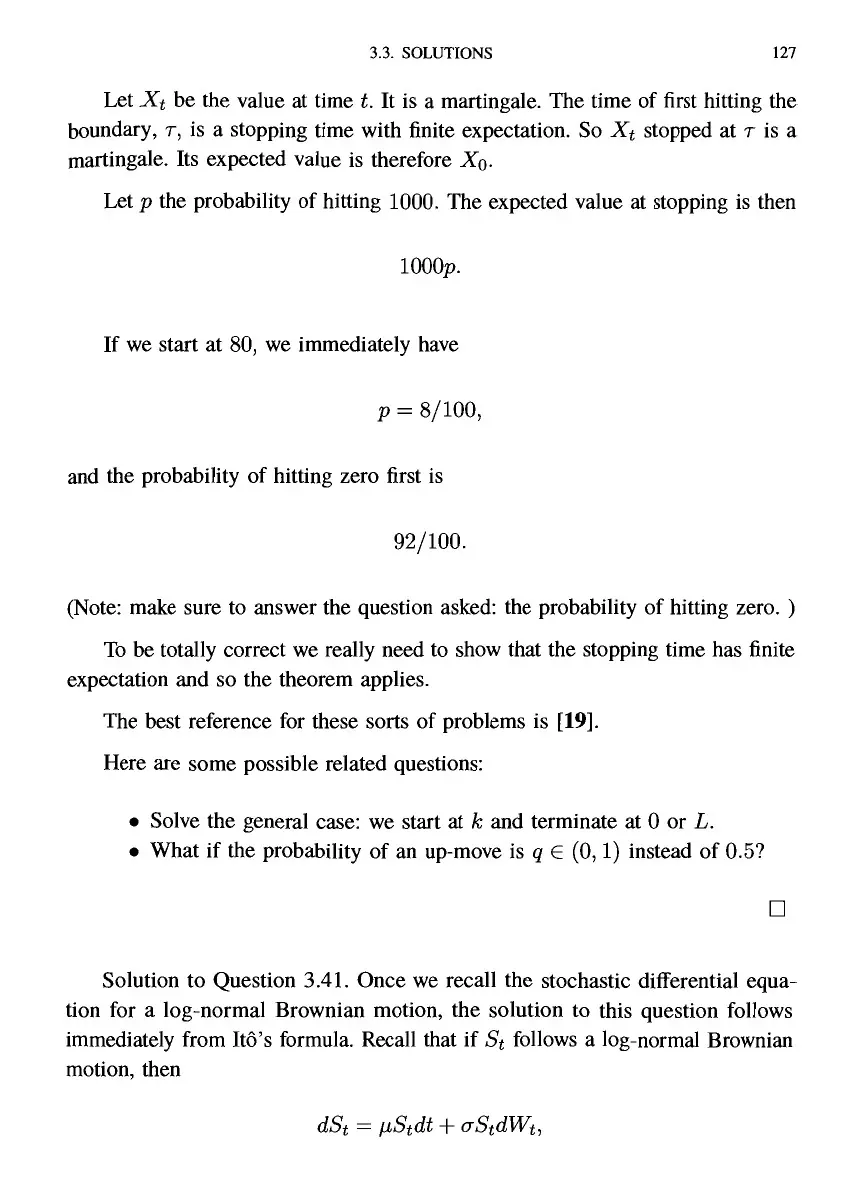 3.3. SOLUTIONS 127
Let X_t be the value at time t. It is a martingale. The time of first hitting the
boundary, τ, is a stopping time with finite expectation. So X_t stopped at τ is a
martingale. Its expected value is therefore X_0.
Let p the probability of hitting 1000. The expected value at stopping is then
1000p.
If we start at 80, we immediately have
p = 8/100,
and the probability of hitting zero first is
92/100.
(Note: make sure to answer the question asked: the probability of hitting zero. )
To be totally correct we really need to show that the stopping time has finite
expectation and so the theorem applies.
The best reference for these sorts of problems is [19].
Here are some possible related questions:
• Solve the general case: we start at k and terminate at 0 or L.
• What if the probability of an up-move is q ∈ (0, 1) instead of 0.5?
□
Solution to Question 3.41. Once we recall the stochastic differential equa-
tion for a log-normal Brownian motion, the solution to this question follows
immediately from Itô's formula. Recall that if S_t follows a log-normal Brownian
motion, then
dS_t = μS_t dt + σS_t dW_t,